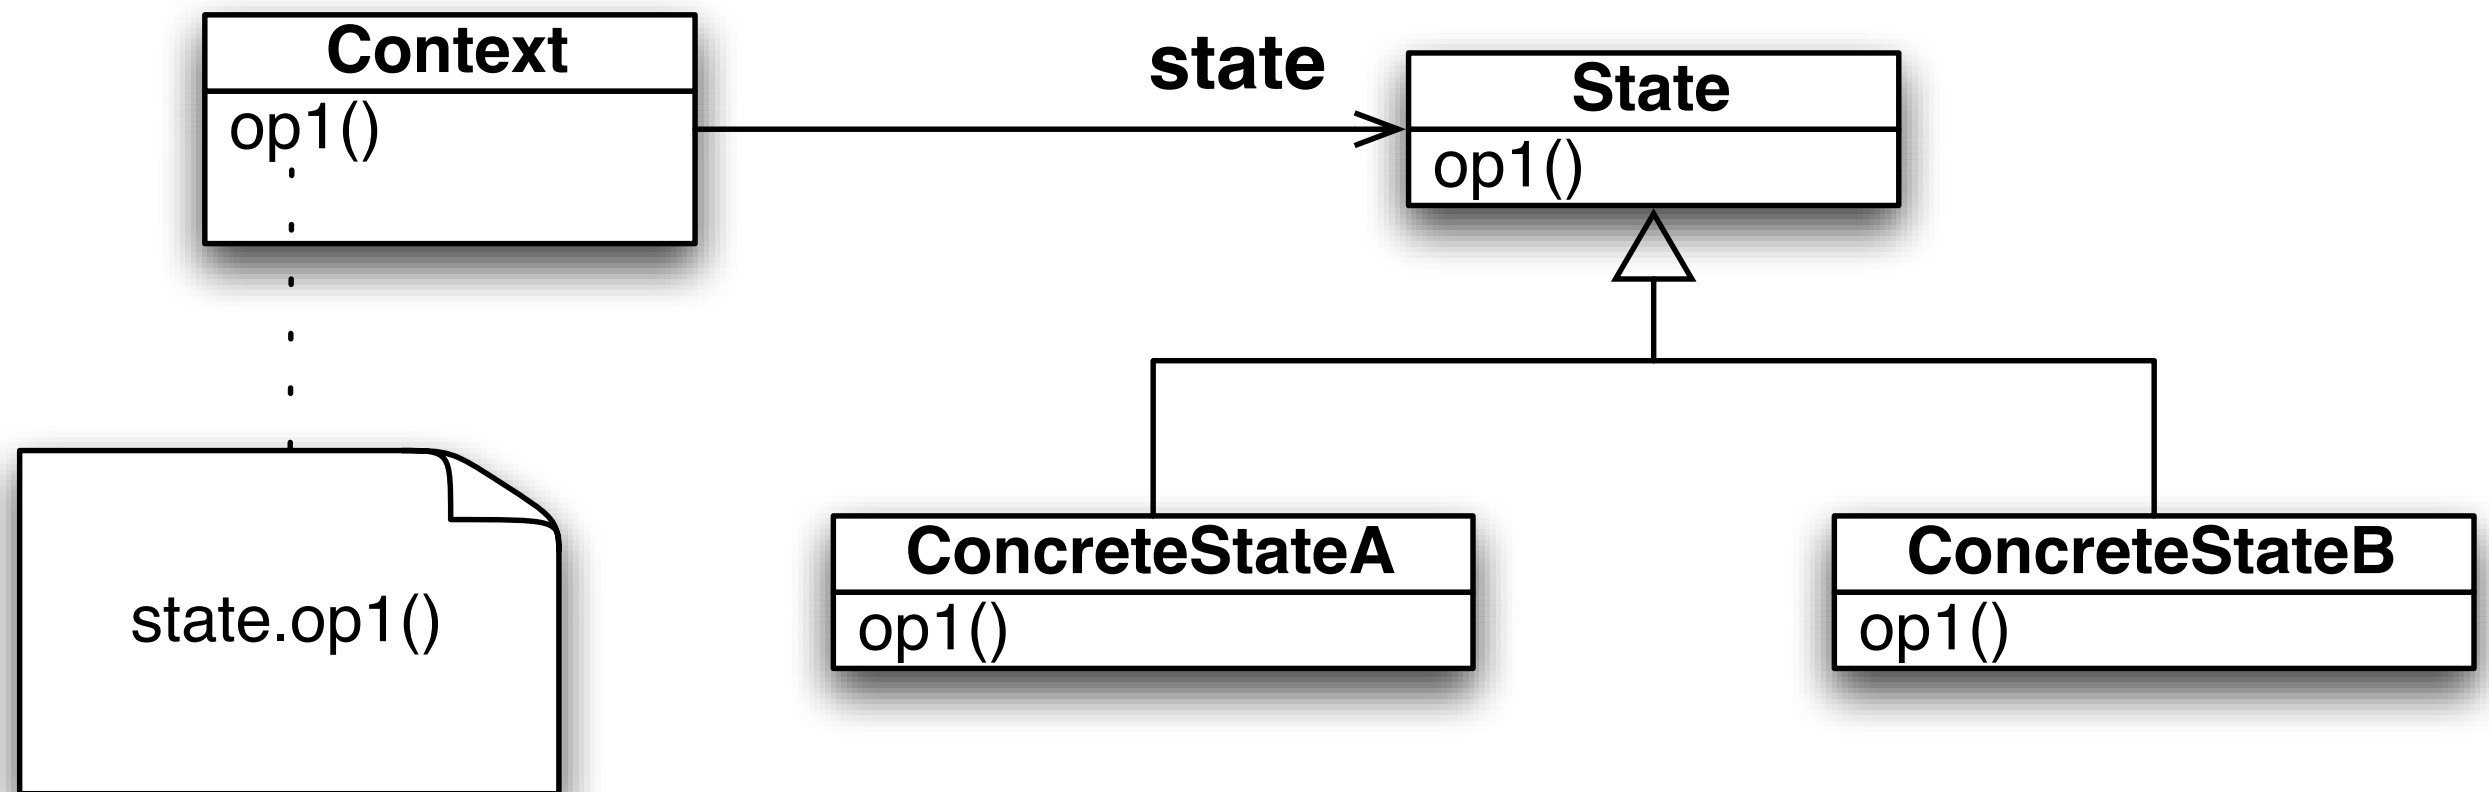 Context
op1()
state
State
op1()
state.op1()
ConcreteStateA
op1()
ConcreteStateB
op1()